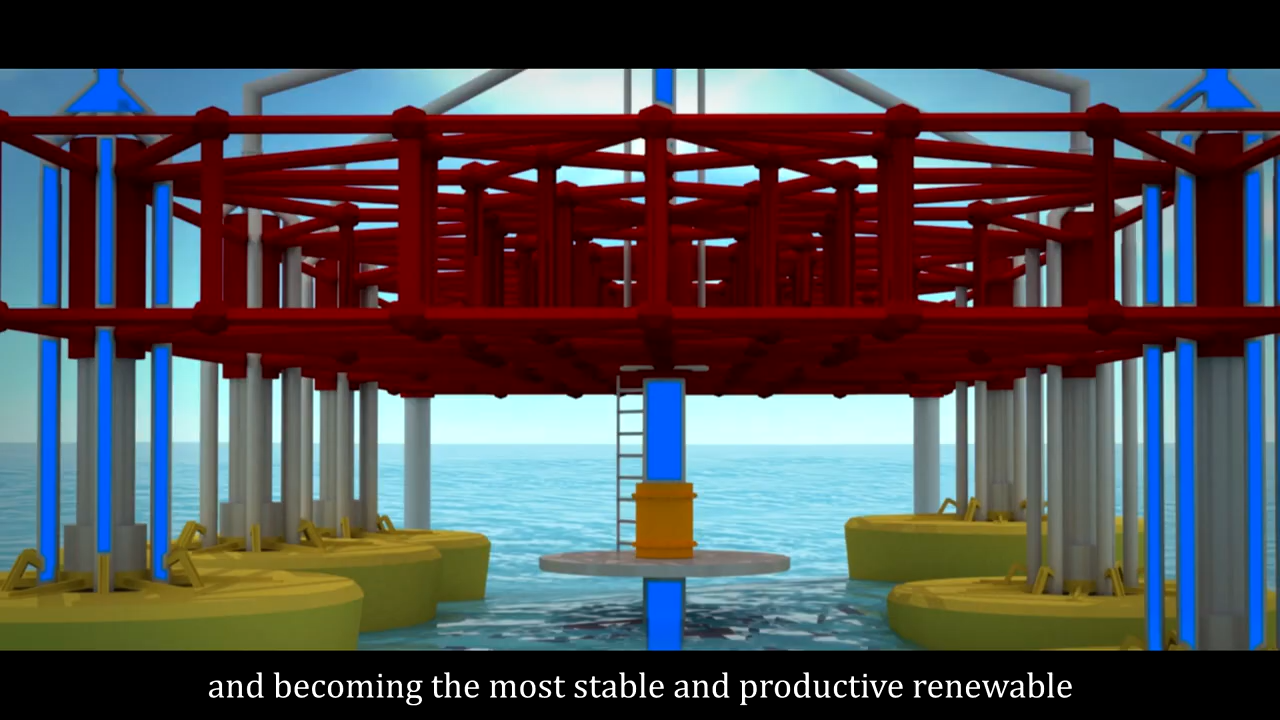 and becoming the most stable and productive renewable